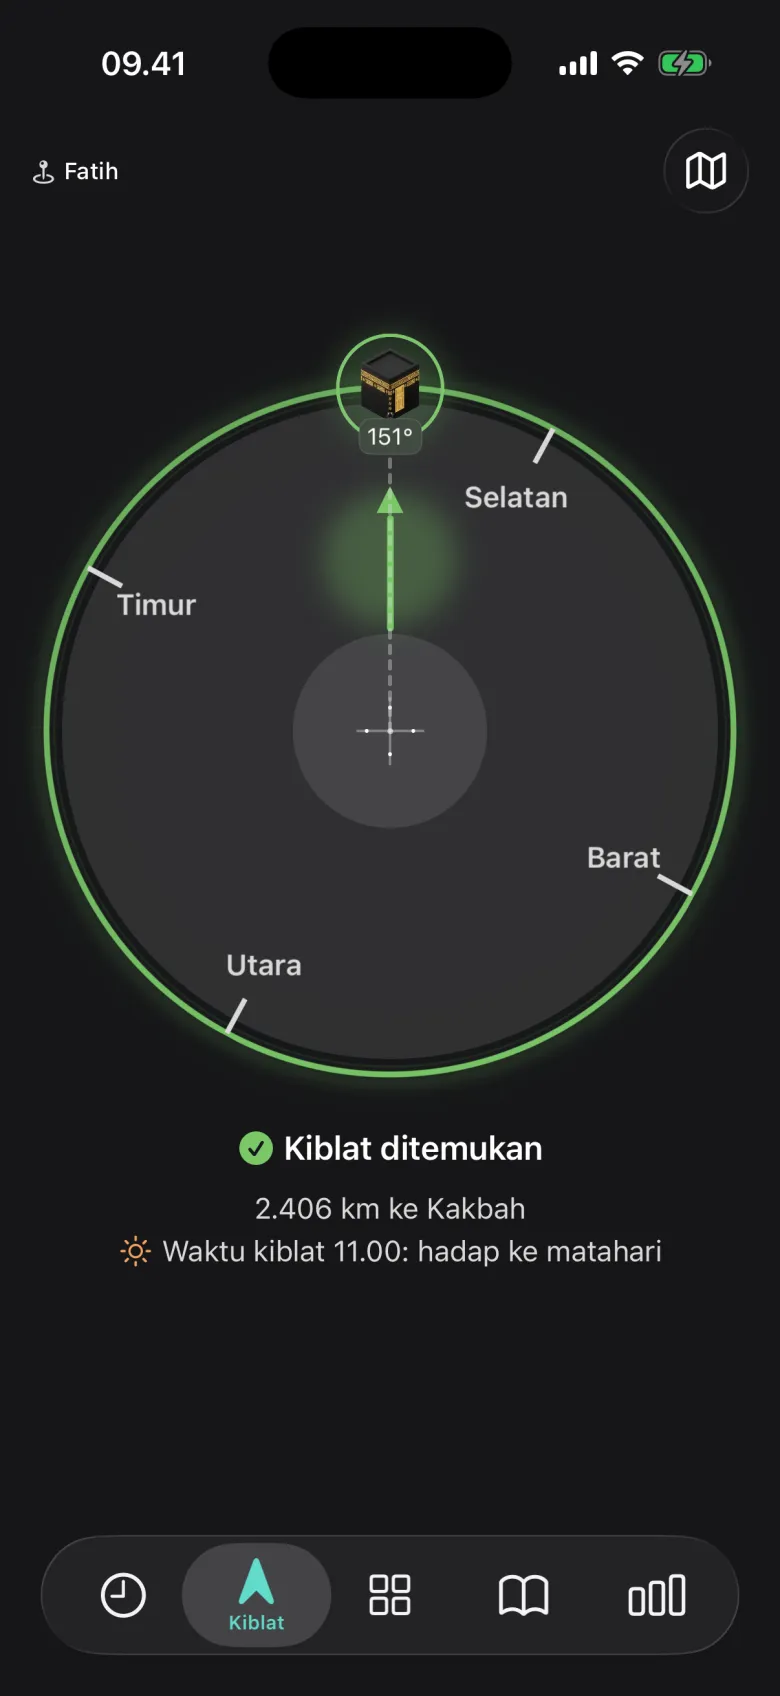 09.41
Fatih
151°
Selatan
Timur
Barat
Utara
Kiblat ditemukan
2.406 km ke Kakbah
Waktu kiblat 11.00: hadap ke matahari
Kiblat